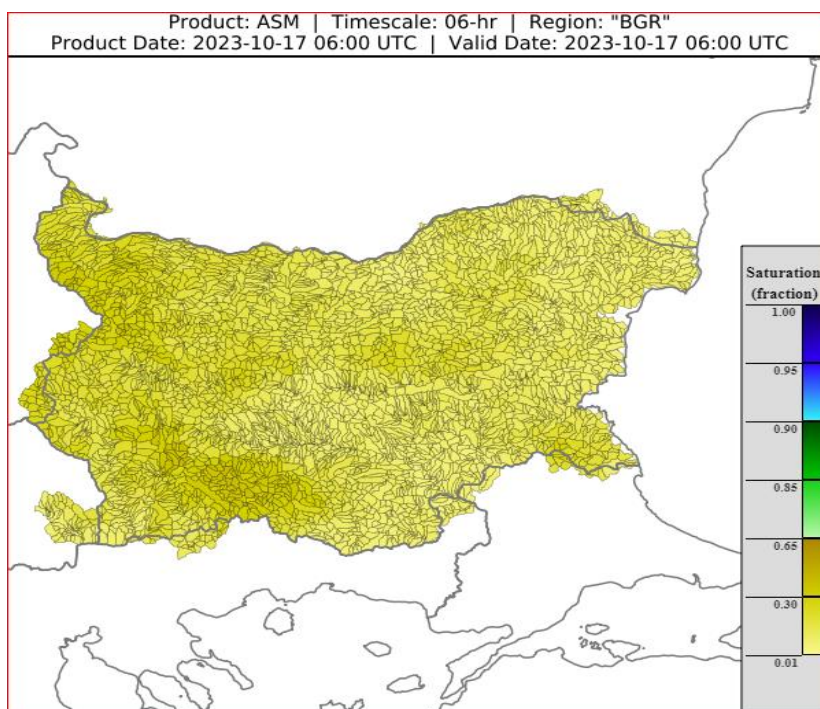 Product: ASM | Timescale: 06-hr | Region: "BGR"
Product Date: 2023-10-17 06:00 UTC | Valid Date: 2023-10-17 06:00 UTC
Saturation
(fraction)
1.00
0.95
0.90
0.85
0.65
0.30
0.01